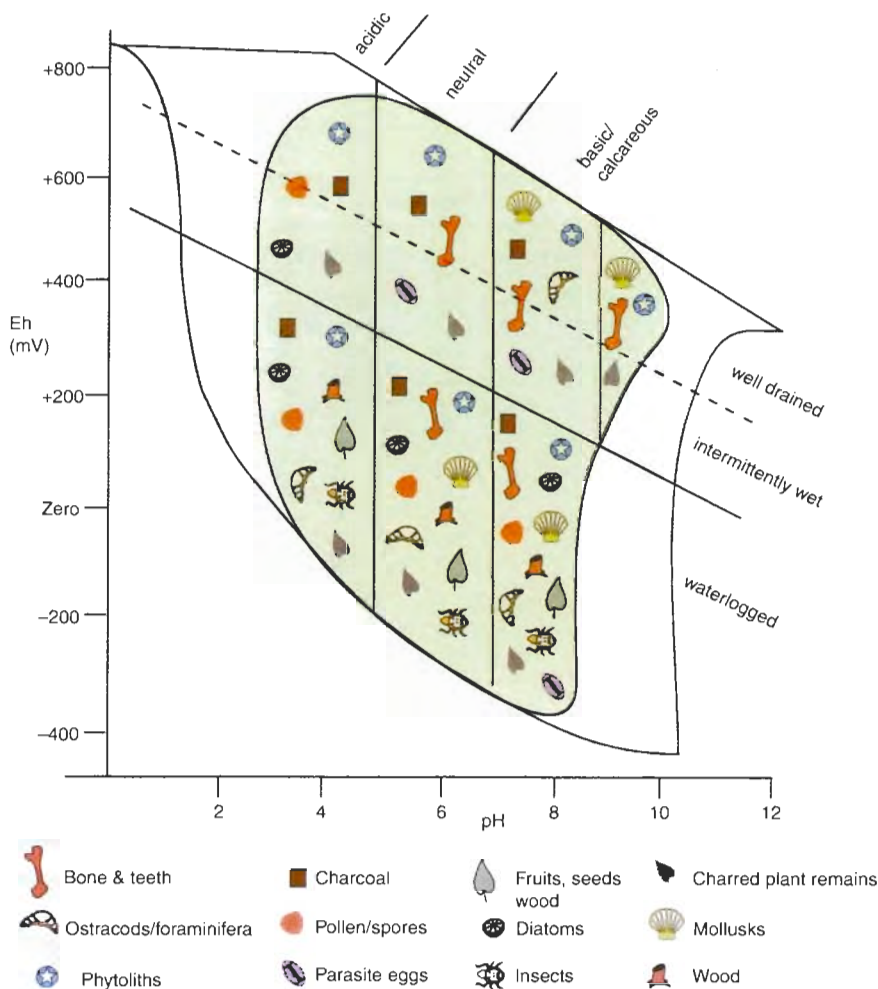 acidic
neulral
basic/
calcareous
+800
+600
+400
Eh
(mV)
+200
Zero
−200
−400
well drained
intermittently wet
waterlogged
2
4
6
8
10
12
pH
Bone & teeth
Charcoal
Fruits, seeds
wood
Charred plant remains
Ostracods/foraminifera
Pollen/spores
Diatoms
Mollusks
Phytoliths
Parasite eggs
Insects
Wood